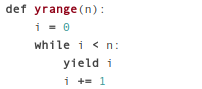 def yrange(n):
    i = 0
    while i < n:
        yield i
        i += 1